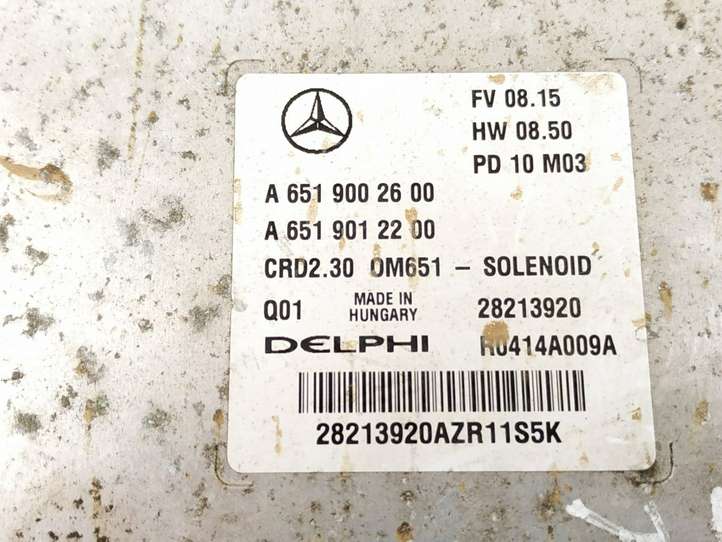 FV 08.15
HW 08.50
PD 10 M03
A 651 900 26 00
A 651 901 22 00
CRD2.30 OM651 - SOLENOID
Q01 MADE IN HUNGARY 28213920
DELPHI R0414A009A
28213920AZR11S5K